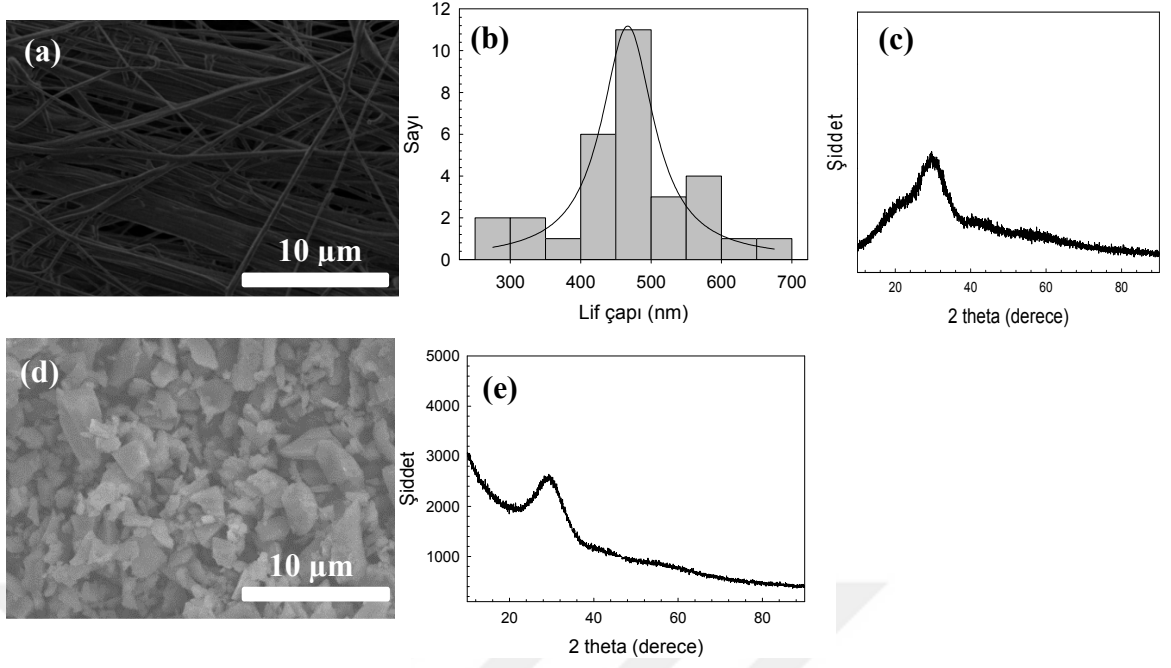 (a)
10 µm
(b)
Sayı
12
10
8
6
4
2
0
300 400 500 600 700
Lif çapı (nm)
(c)
Şiddet
20 40 60 80
2 theta (derece)
(d)
10 µm
(e)
Şiddet
5000
4000
3000
2000
1000
20 40 60 80
2 theta (derece)